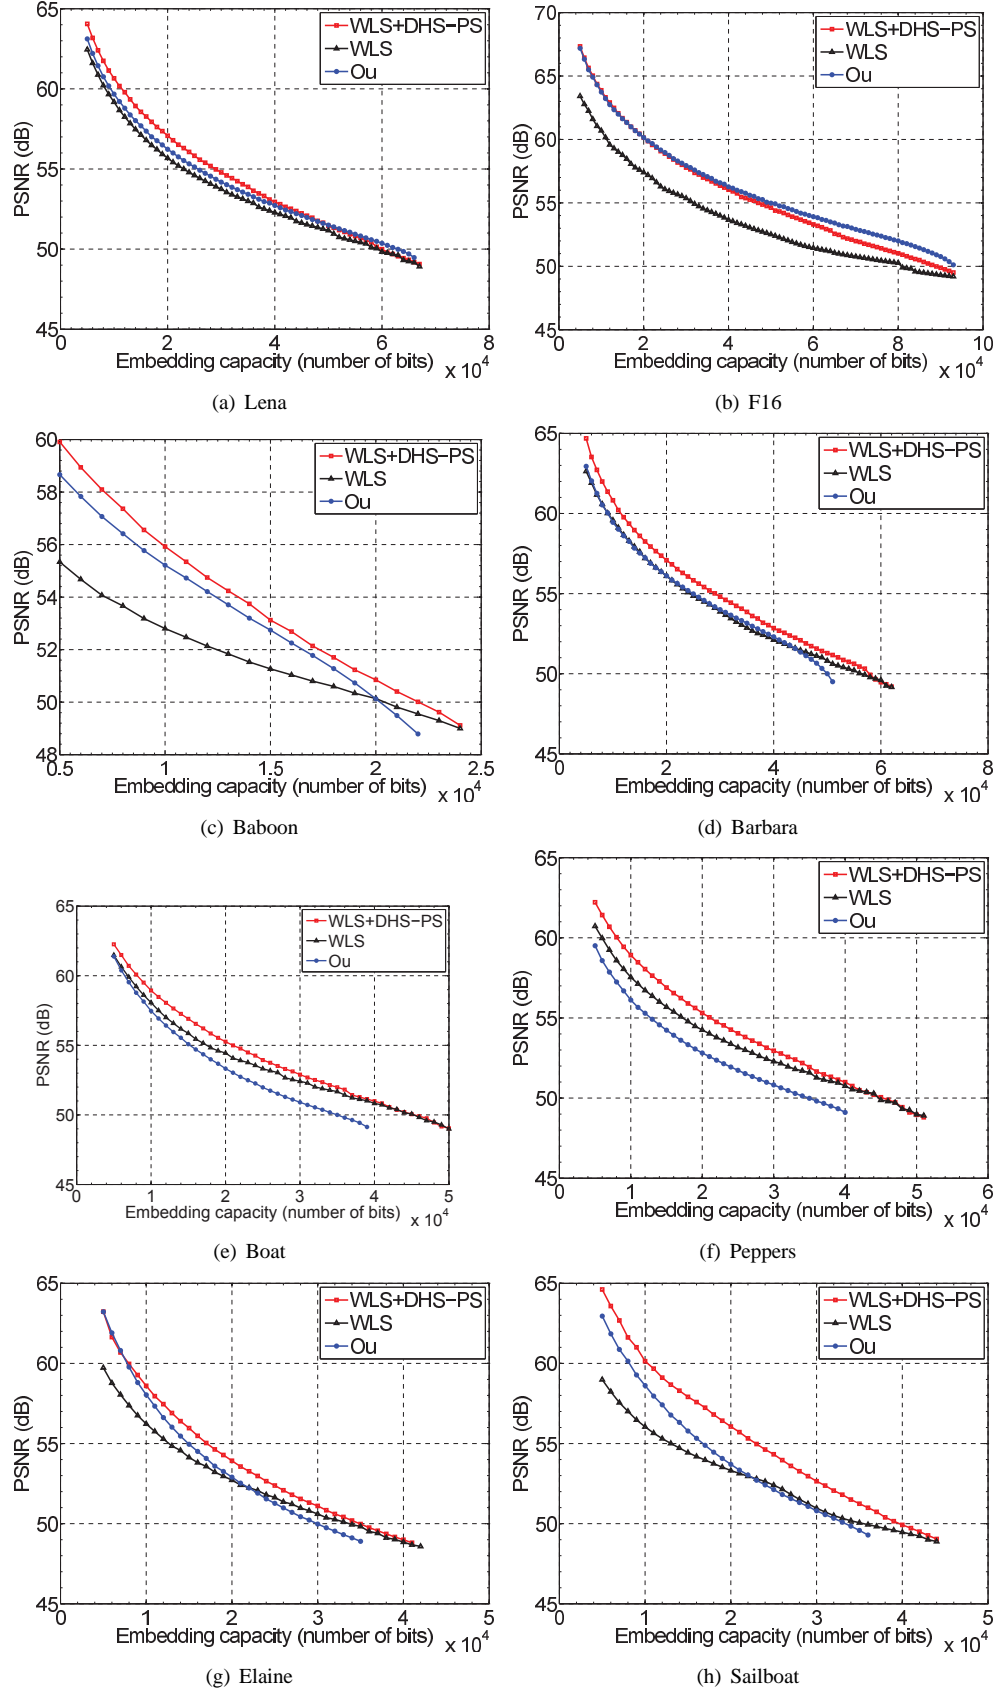 65
60
55
50
45
PSNR (dB)
WLS+DHS−PS
WLS
Ou
0 2 4 6 8
Embedding capacity (number of bits)
x 10^4
(a) Lena
70
65
60
55
50
45
PSNR (dB)
WLS+DHS−PS
WLS
Ou
0 2 4 6 8 10
Embedding capacity (number of bits)
x 10^4
(b) F16
60
58
56
54
52
50
48
PSNR (dB)
WLS+DHS−PS
WLS
Ou
0.5 1 1.5 2 2.5
Embedding capacity (number of bits)
x 10^4
(c) Baboon
65
60
55
50
45
PSNR (dB)
WLS+DHS−PS
WLS
Ou
0 2 4 6 8
Embedding capacity (number of bits)
x 10^4
(d) Barbara
65
60
55
50
45
PSNR (dB)
WLS+DHS−PS
WLS
Ou
0 1 2 3 4 5
Embedding capacity (number of bits)
x 10^4
(e) Boat
65
60
55
50
45
PSNR (dB)
WLS+DHS−PS
WLS
Ou
0 1 2 3 4 5 6
Embedding capacity (number of bits)
x 10^4
(f) Peppers
65
60
55
50
45
PSNR (dB)
WLS+DHS−PS
WLS
Ou
0 1 2 3 4 5
Embedding capacity (number of bits)
x 10^4
(g) Elaine
65
60
55
50
45
PSNR (dB)
WLS+DHS−PS
WLS
Ou
0 1 2 3 4 5
Embedding capacity (number of bits)
x 10^4
(h) Sailboat